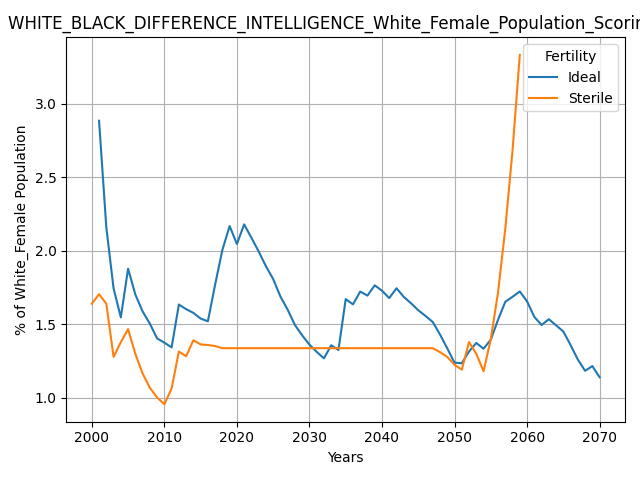 WHITE_BLACK_DIFFERENCE_INTELLIGENCE_White_Female_Population_Scorin
Fertility
Ideal
Sterile
% of White_Female Population
3.0
2.5
2.0
1.5
1.0
2000 2010 2020 2030 2040 2050 2060 2070
Years